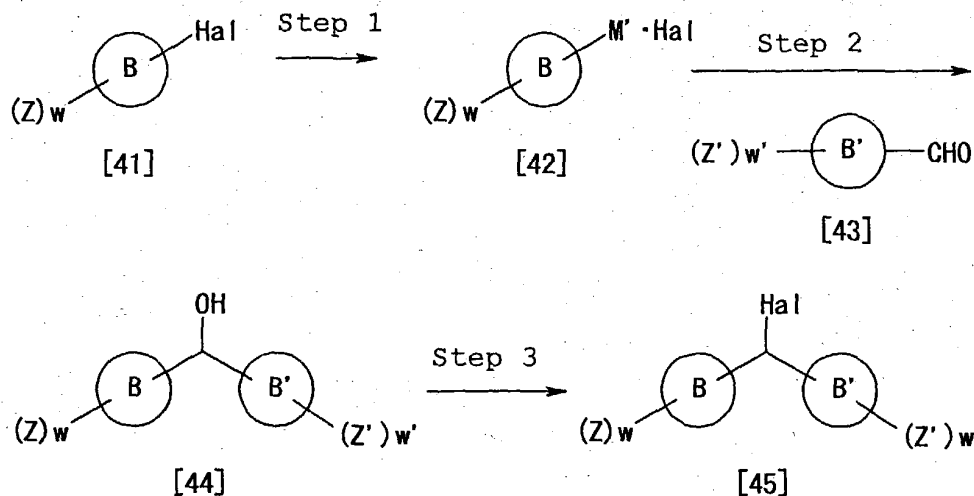 Hal
Step 1
M'·Hal
Step 2
B
B
(Z)w
(Z)w
(Z')w'
B'
CHO
[41]
[42]
[43]
OH
Hal
Step 3
B
B'
B
B'
(Z)w
(Z')w'
(Z)w
(Z')w
[44]
[45]